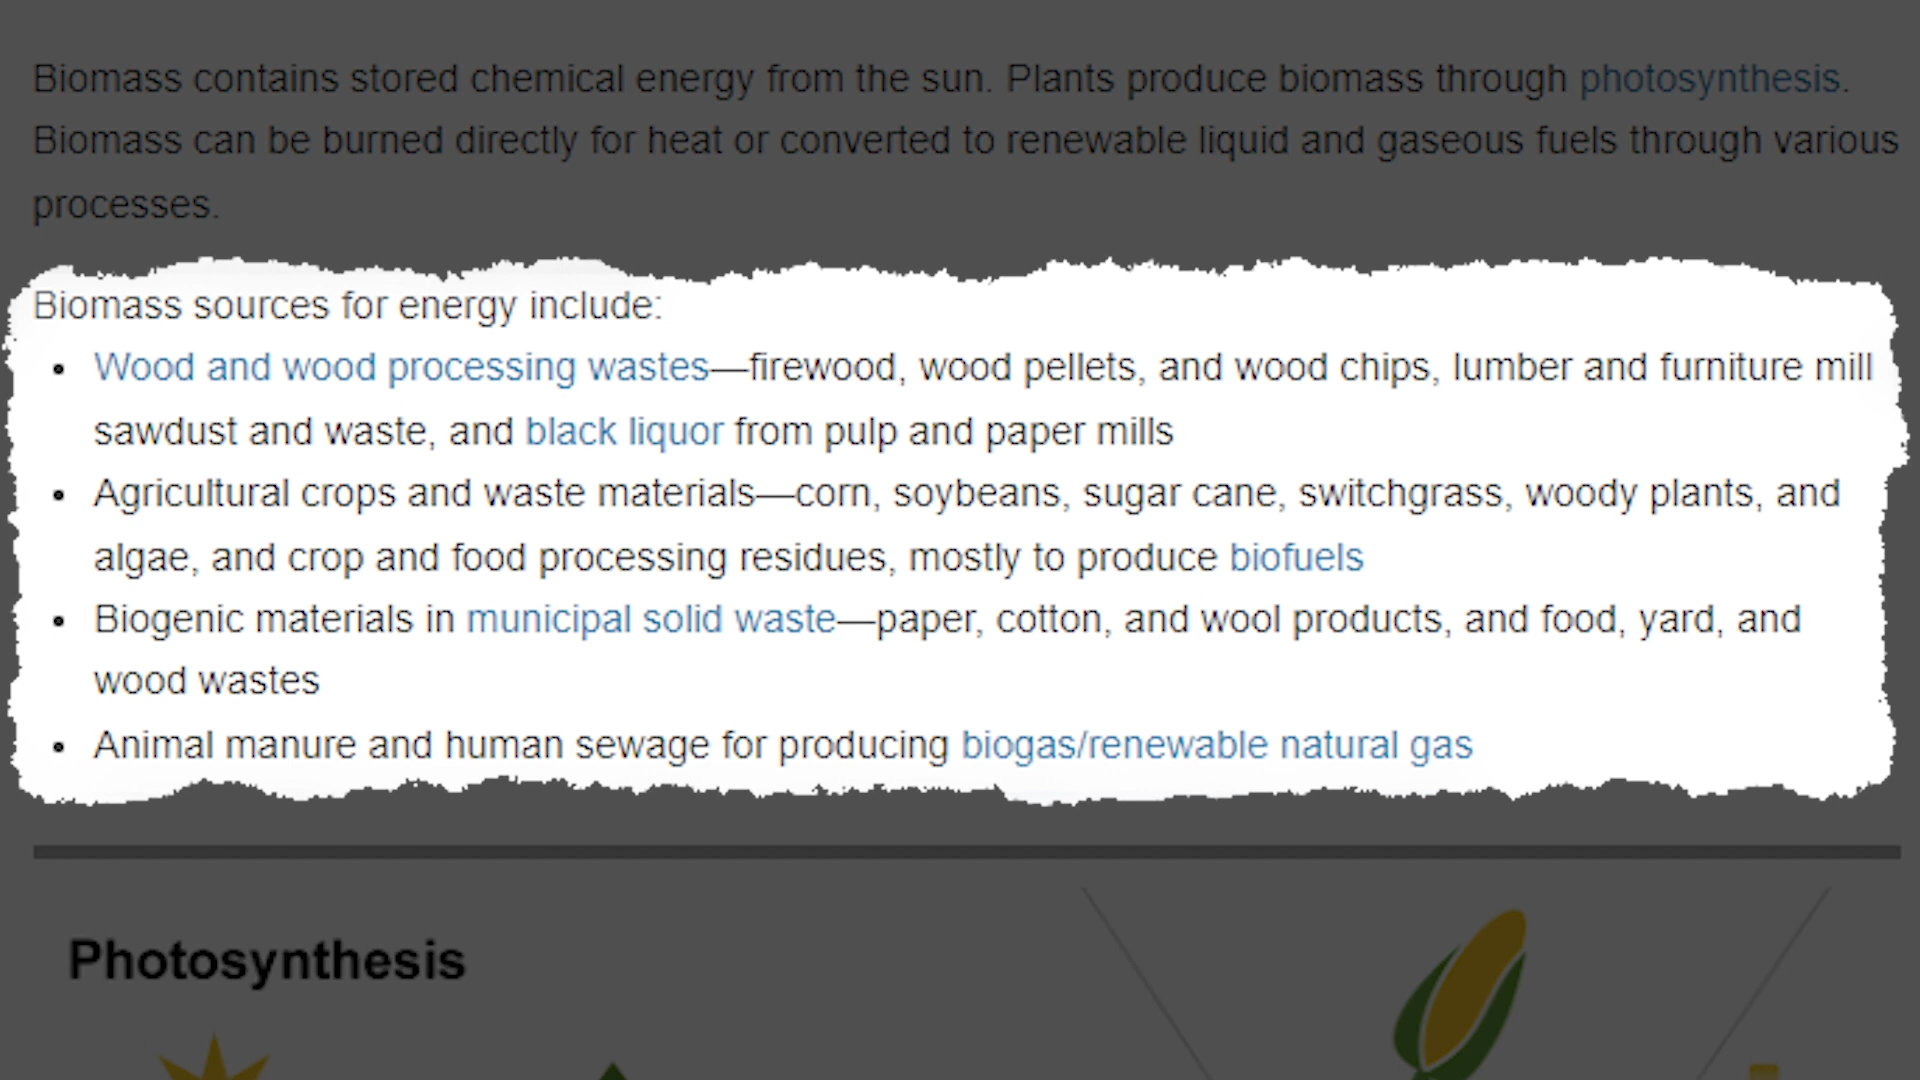 Biomass contains stored chemical energy from the sun. Plants produce biomass through photosynthesis.
Biomass can be burned directly for heat or converted to renewable liquid and gaseous fuels through various
processes.
Biomass sources for energy include:
• Wood and wood processing wastes—firewood, wood pellets, and wood chips, lumber and furniture mill
sawdust and waste, and black liquor from pulp and paper mills
• Agricultural crops and waste materials—corn, soybeans, sugar cane, switchgrass, woody plants, and
algae, and crop and food processing residues, mostly to produce biofuels
• Biogenic materials in municipal solid waste—paper, cotton, and wool products, and food, yard, and
wood wastes
• Animal manure and human sewage for producing biogas/renewable natural gas
Photosynthesis